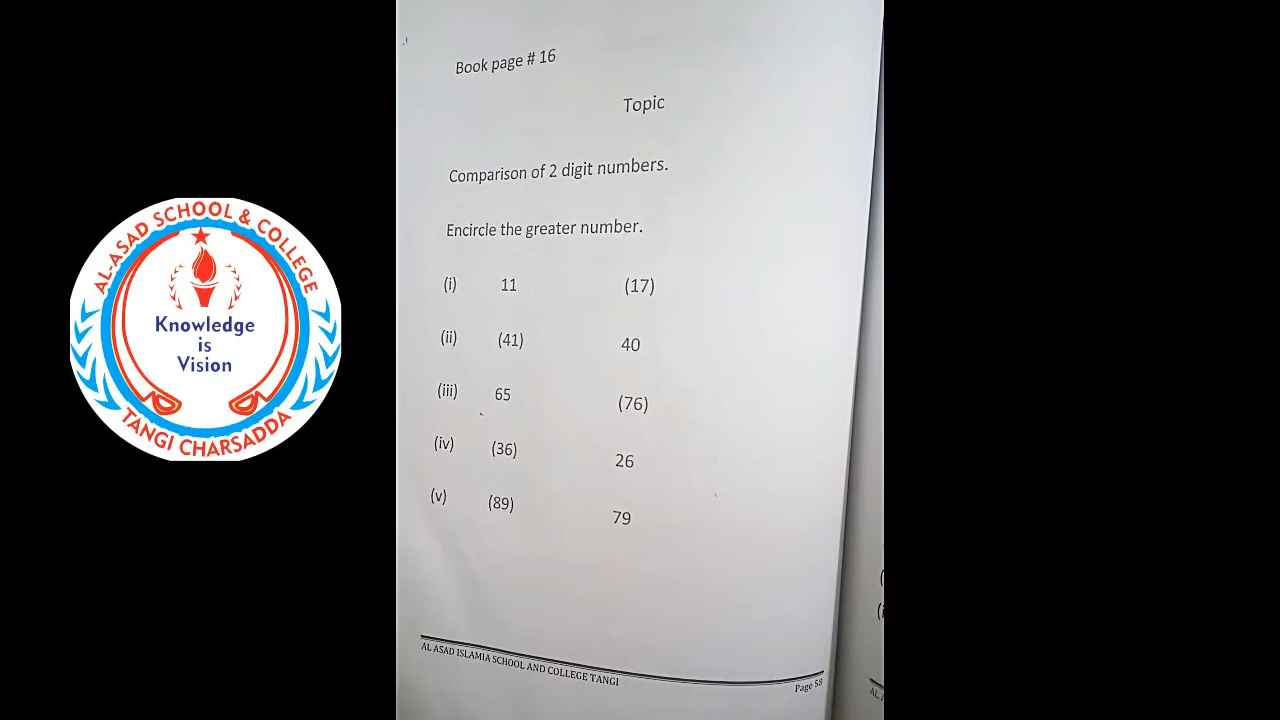 AL-ASAD SCHOOL & COLLEGE
Knowledge
is
Vision
TANGI CHARSADDA
Book page # 16
Topic
Comparison of 2 digit numbers.
Encircle the greater number.
(i) 11 (17)
(ii) (41) 40
(iii) 65 (76)
(iv) (36) 26
(v) (89) 79
AL ASAD ISLAMIA SCHOOL AND COLLEGE TANGI Page 58